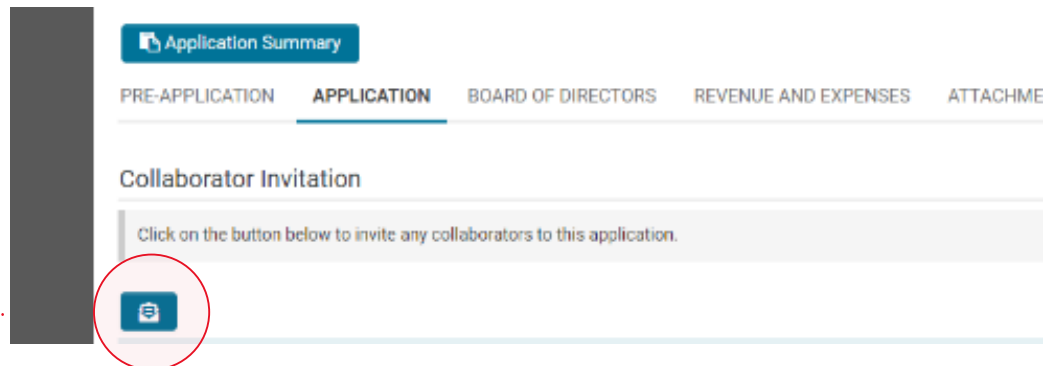 Application Summary
PRE-APPLICATION APPLICATION BOARD OF DIRECTORS REVENUE AND EXPENSES ATTACHME
Collaborator Invitation
Click on the button below to invite any collaborators to this application.